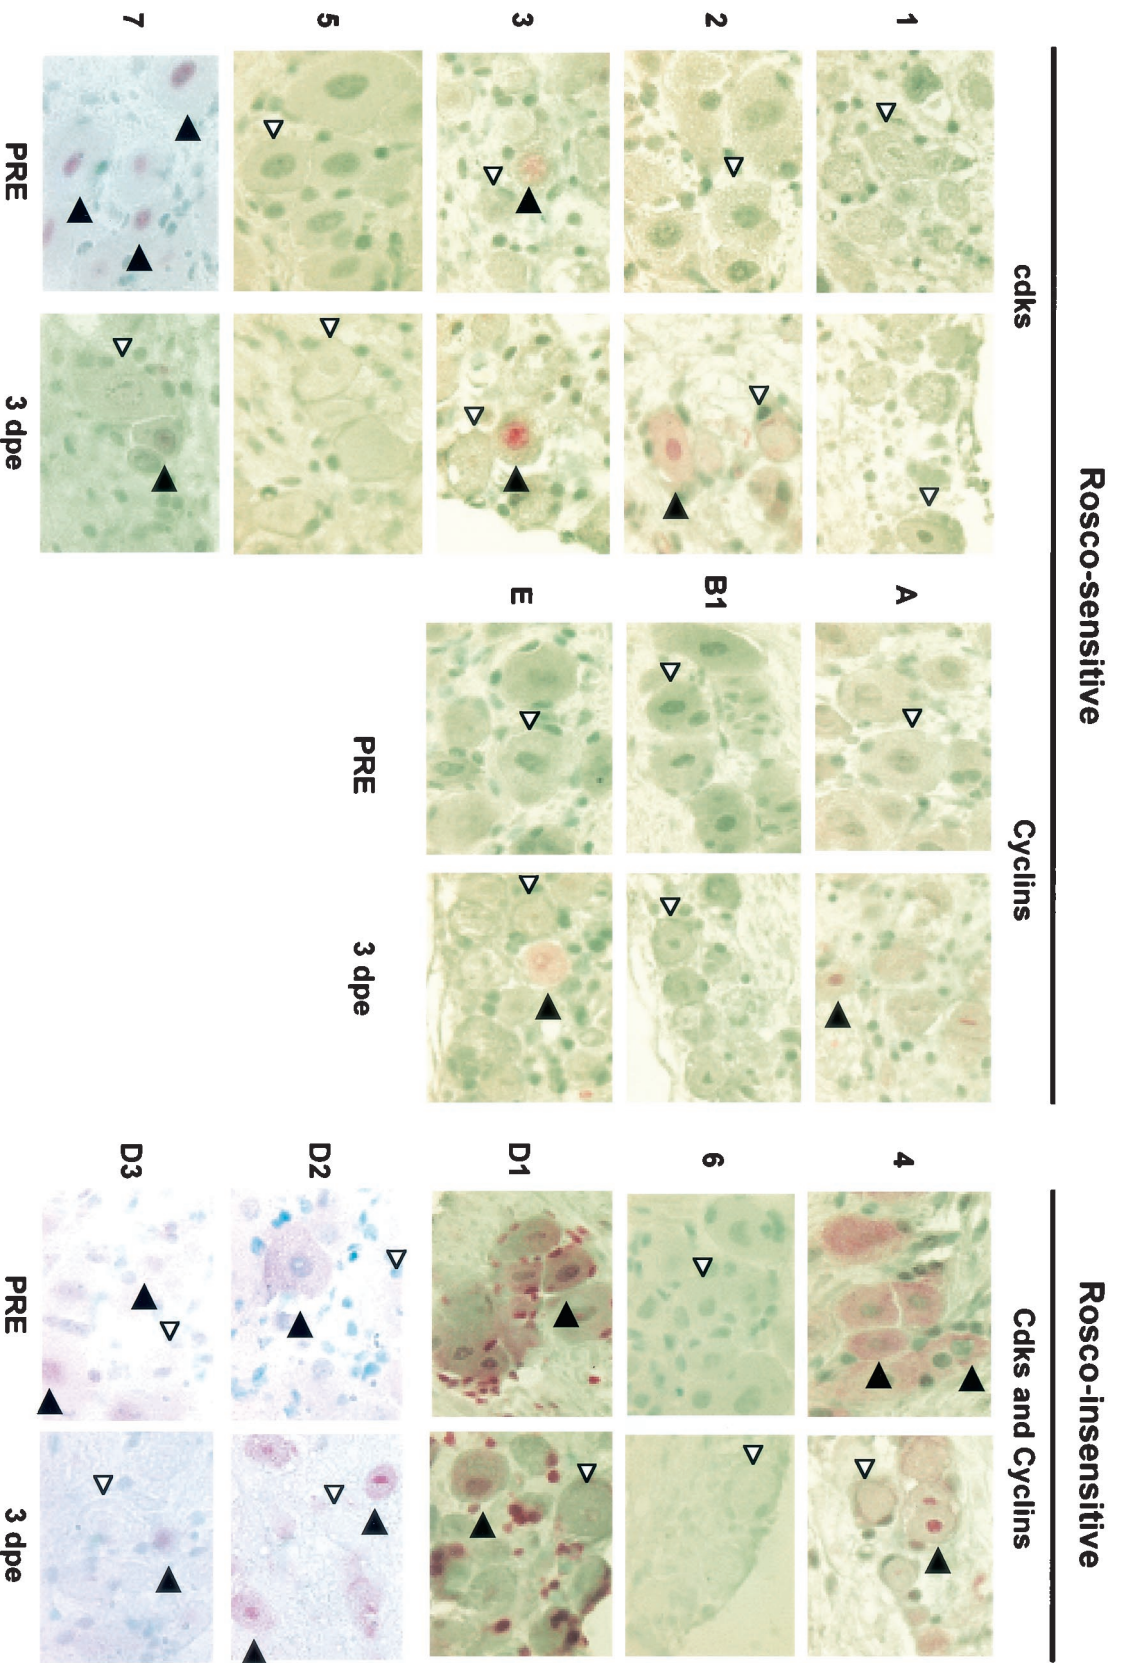 Rosco-sensitive
cdks
Cyclins
1
2
3
5
7
PRE
3 dpe
A
B1
E
PRE
3 dpe
Rosco-insensitive
Cdks and Cyclins
4
6
D1
D2
D3
PRE
3 dpe